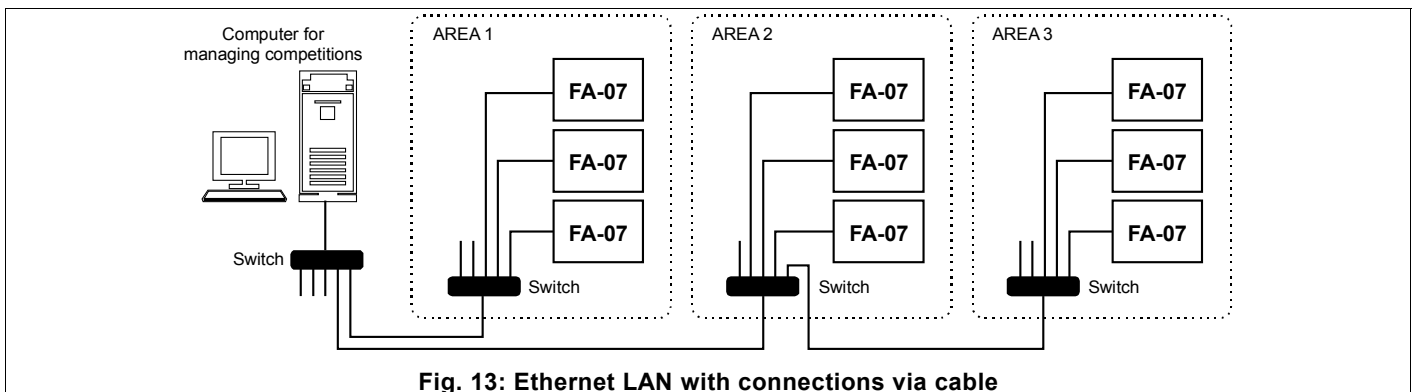 Computer for
managing competitions
Switch
AREA 1
FA-07
FA-07
FA-07
Switch
AREA 2
FA-07
FA-07
FA-07
Switch
AREA 3
FA-07
FA-07
FA-07
Switch
Fig. 13: Ethernet LAN with connections via cable